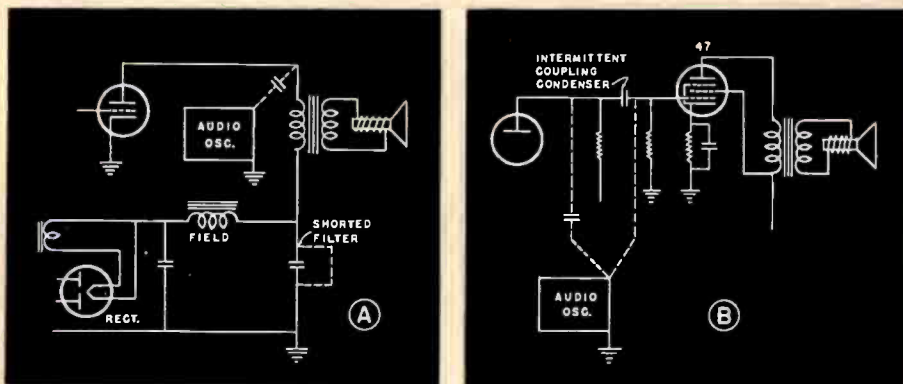 AUDIO
OSC.
FIELD
SHORTED
FILTER
RECT.
A
47
INTERMITTENT
COUPLING
CONDENSER
AUDIO
OSC.
B